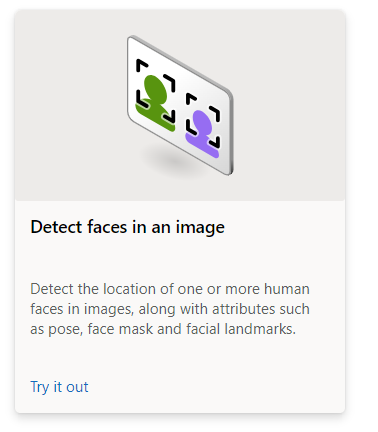 Detect faces in an image
Detect the location of one or more human
faces in images, along with attributes such
as pose, face mask and facial landmarks.
Try it out